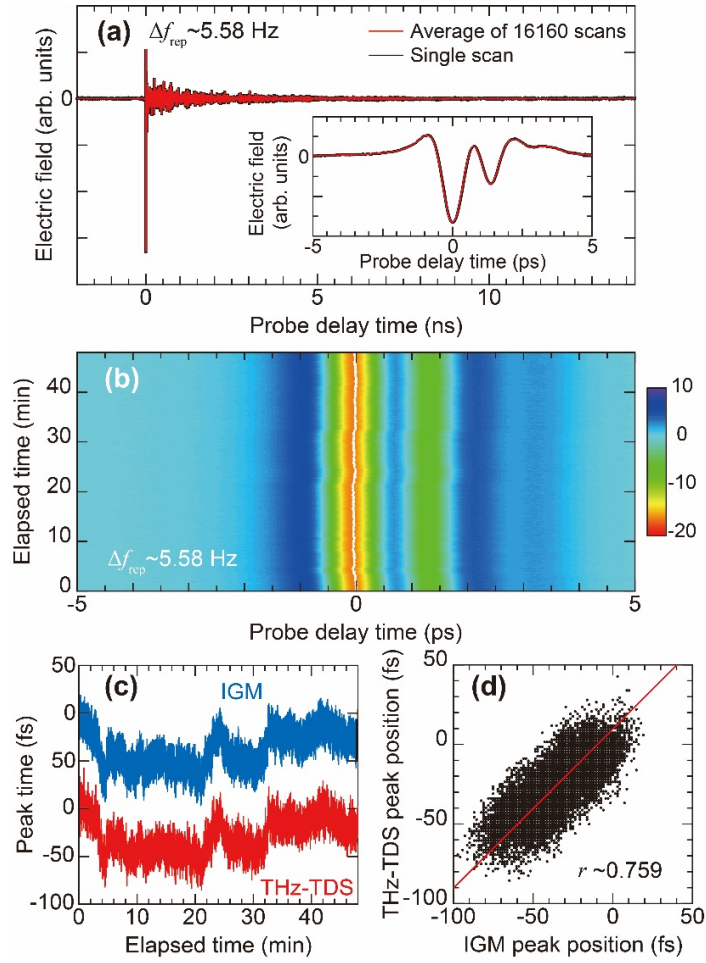 (a)
Δf_rep~5.58 Hz
Average of 16160 scans
Single scan
Electric field (arb. units)
0
Electric field
(arb. units)
0
-5
0
5
Probe delay time (ps)
0
5
10
Probe delay time (ns)
(b)
Elapsed time (min)
40
30
20
10
0
Δf_rep~5.58 Hz
-5
0
5
Probe delay time (ps)
10
0
-10
-20
(c)
IGM
THz-TDS
Peak time (fs)
50
0
50
0
-50
-100
0
20
40
Elapsed time (min)
(d)
THz-TDS peak position (fs)
50
0
-50
-100
r ~0.759
-100
-50
0
50
IGM peak position (fs)